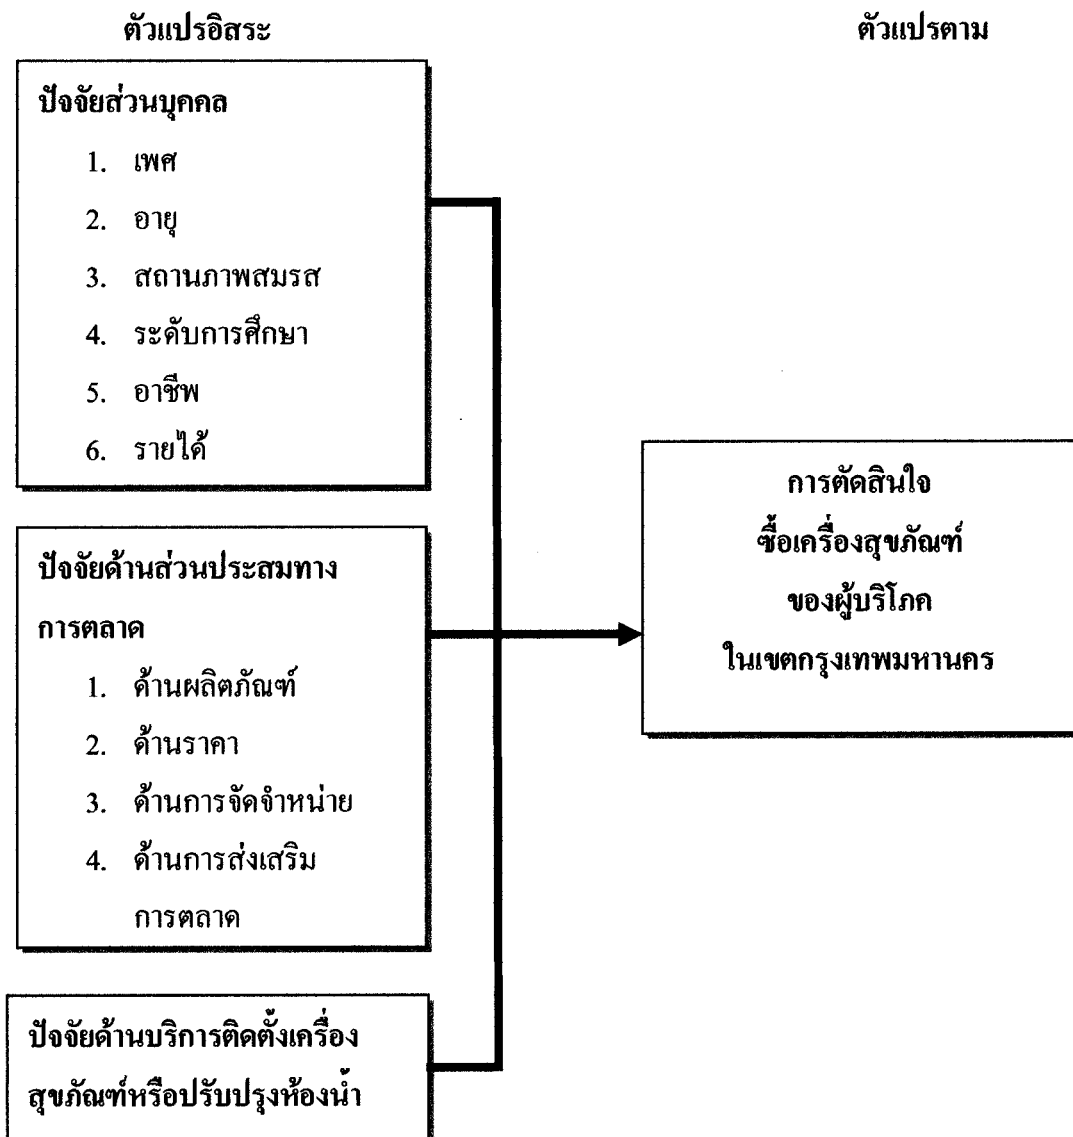 ตัวแปรอิสระ
ตัวแปรตาม
ปัจจัยส่วนบุคคล
1. เพศ
2. อายุ
3. สถานภาพสมรส
4. ระดับการศึกษา
5. อาชีพ
6. รายได้
ปัจจัยด้านส่วนประสมทาง
การตลาด
1. ด้านผลิตภัณฑ์
2. ด้านราคา
3. ด้านการจัดจำหน่าย
4. ด้านการส่งเสริม
การตลาด
ปัจจัยด้านบริการติดตั้งเครื่อง
สุขภัณฑ์หรือปรับปรุงห้องน้ำ
การตัดสินใจ
ซื้อเครื่องสุขภัณฑ์
ของผู้บริโภค
ในเขตกรุงเทพมหานคร